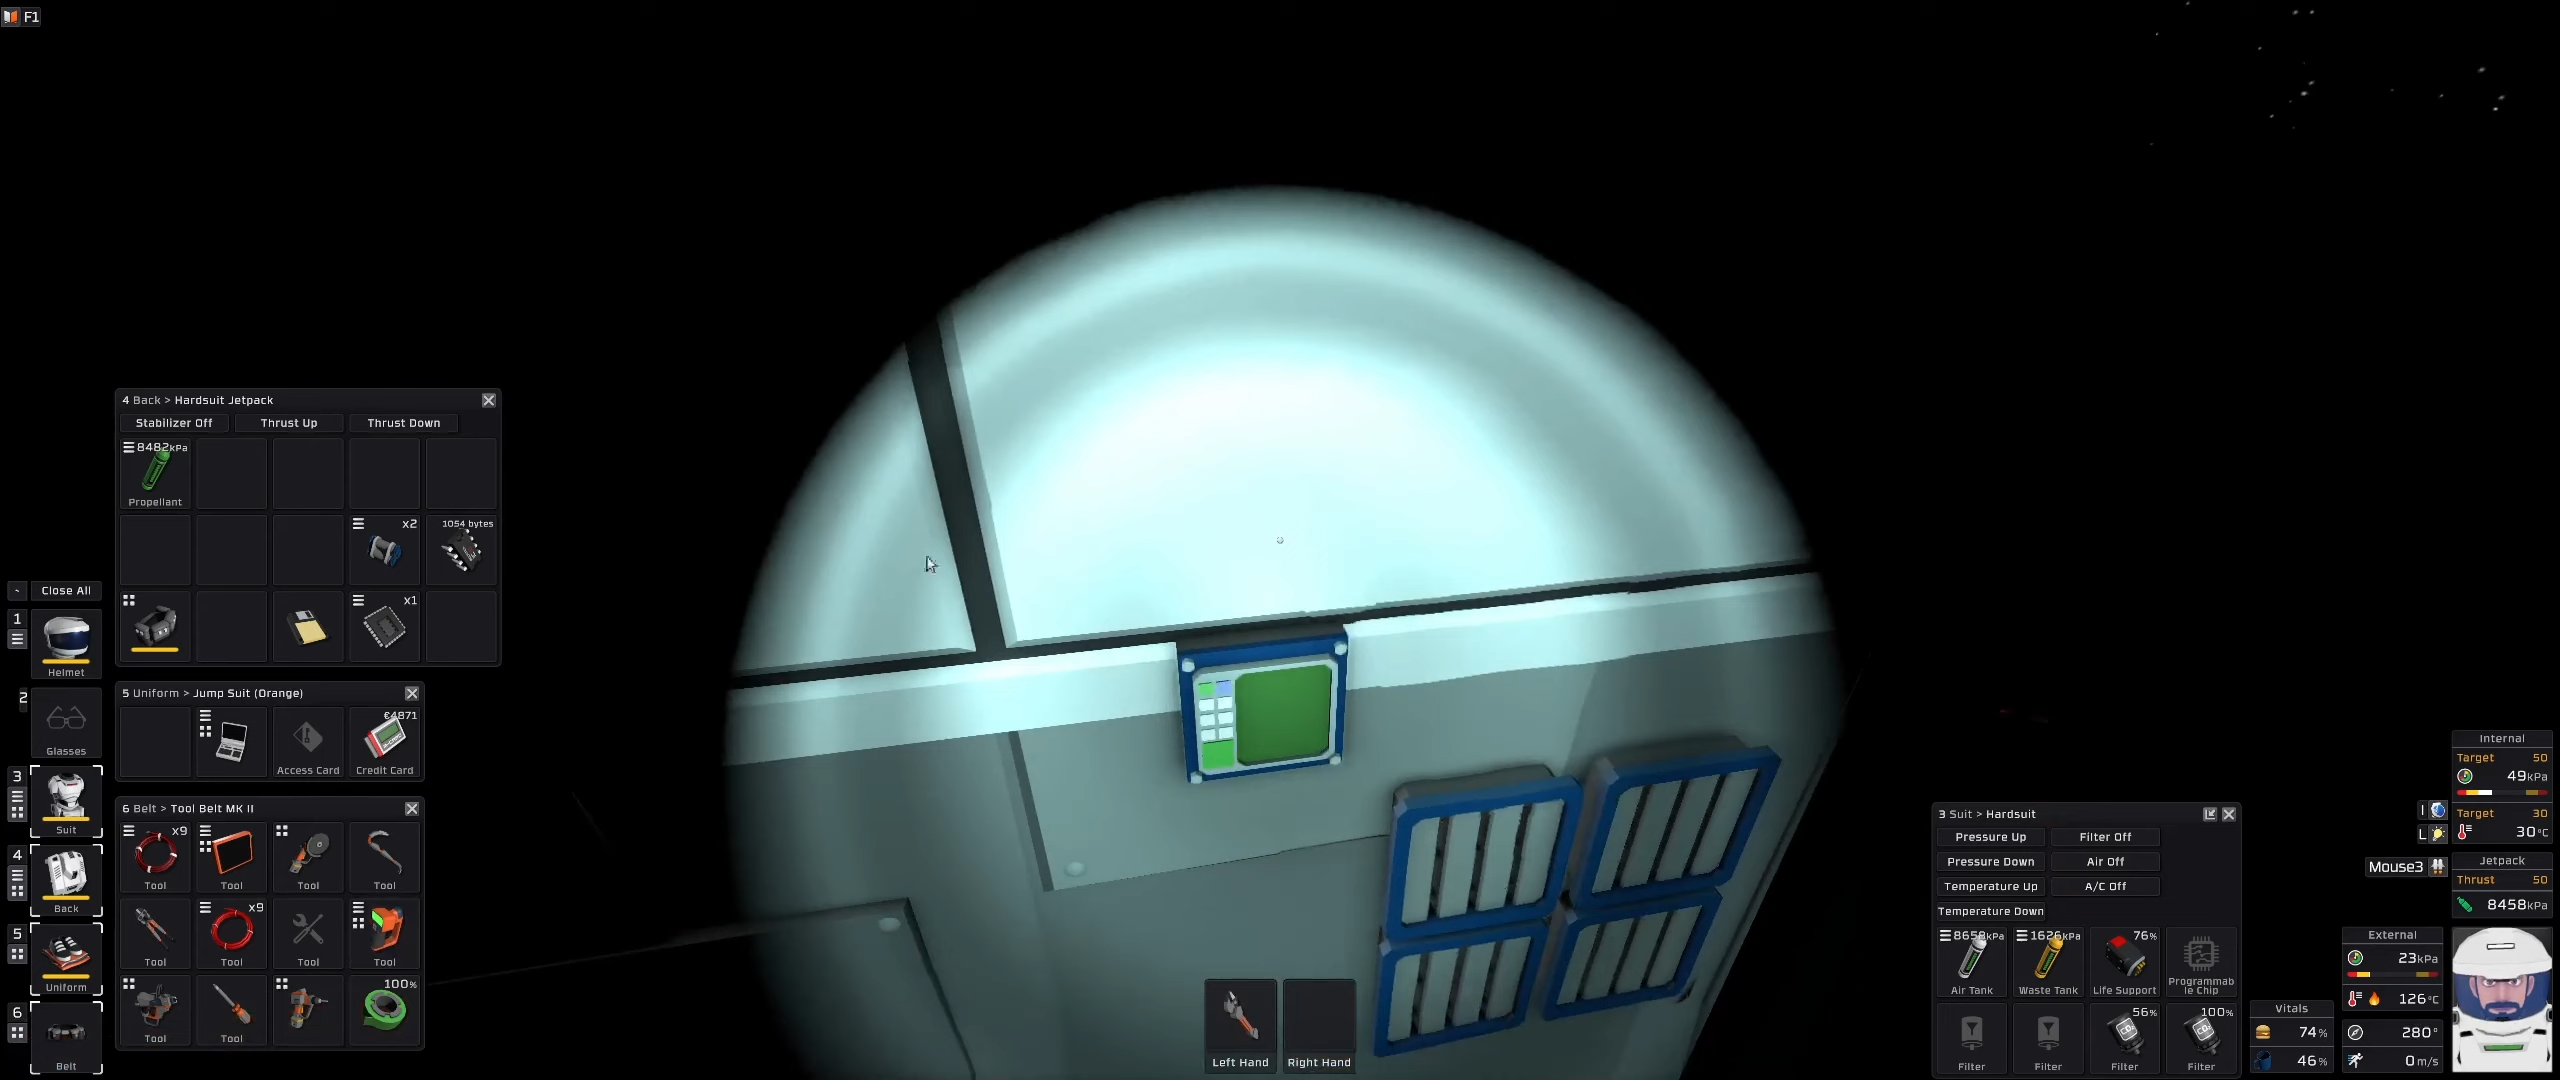 F1
4 Back > Hardsuit Jetpack
Stabilizer Off
Thrust Up
Thrust Down
8482kPa
Propellant
x2
1054 bytes
x1
~
Close All
1
Helmet
2
Glasses
3
Suit
4
Back
5
Uniform
6
Belt
5 Uniform > Jump Suit (Orange)
€4871
Access Card
Credit Card
6 Belt > Tool Belt MK II
x9
Tool
Tool
Tool
Tool
x9
Tool
Tool
Tool
Tool
100%
Tool
Tool
Left Hand
Right Hand
3 Suit > Hardsuit
Pressure Up
Filter Off
Pressure Down
Air Off
Temperature Up
A/C Off
Temperature Down
8658kPa
1626kPa
76%
Air Tank
Waste Tank
Life Support
Programmab
le Chip
56%
100%
Filter
Filter
Filter
Filter
Vitals
74%
46%
Internal
Target 50
49kPa
Target 30
30°C
I
L
Mouse3
Jetpack
Thrust 50
8458kPa
External
23kPa
126°C
280°
0m/s